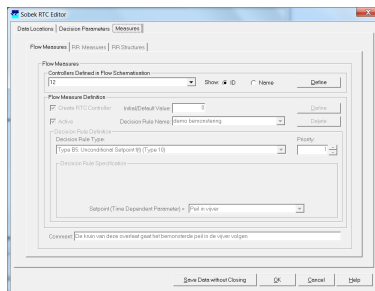 Sobek RTC Editor
Data Locations Decision Parameters Measures
Flow Measures RR Measures RR Structures
Flow Measures
Controllers Defined in Flow Schematisation
12 Show: ID Name Define
Flow Measure Definition
Create RTC Controller Initial/Default Value: 0 Define
Active Decision Rule Name: demo bemonstering Delete
Decision Rule Definition
Decision Rule Type: Priority:
Type B5: Unconditional Setpoint f(t) (Type 10) 1
Decision Rule Specification
Setpoint (Time Dependent Parameter) = Peil in vijver
Comment: De kruin van deze overlaat gaat het bemonsterde peil in de vijver volgen
Save Data without Closing OK Cancel Help